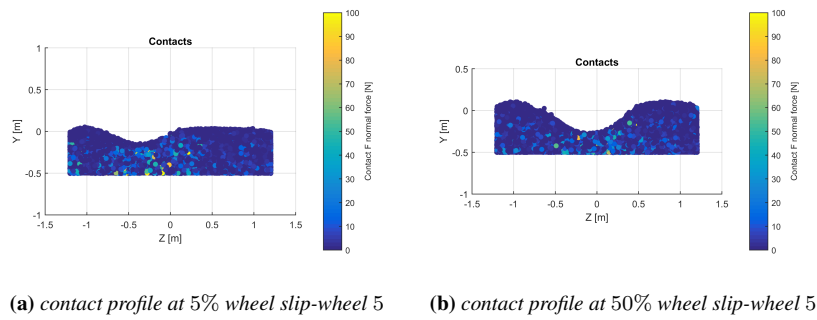 Contacts
1
0.5
0
-0.5
-1
Y [m]
-1.5 -1 -0.5 0 0.5 1 1.5
Z [m]
100
90
80
70
60
50
40
30
20
10
0
Contact F normal force [N]
Contacts
0.5
0
-0.5
-1
Y [m]
-1.5 -1 -0.5 0 0.5 1 1.5
Z [m]
100
90
80
70
60
50
40
30
20
10
0
Contact F normal force [N]
(a) contact profile at 5% wheel slip-wheel 5
(b) contact profile at 50% wheel slip-wheel 5